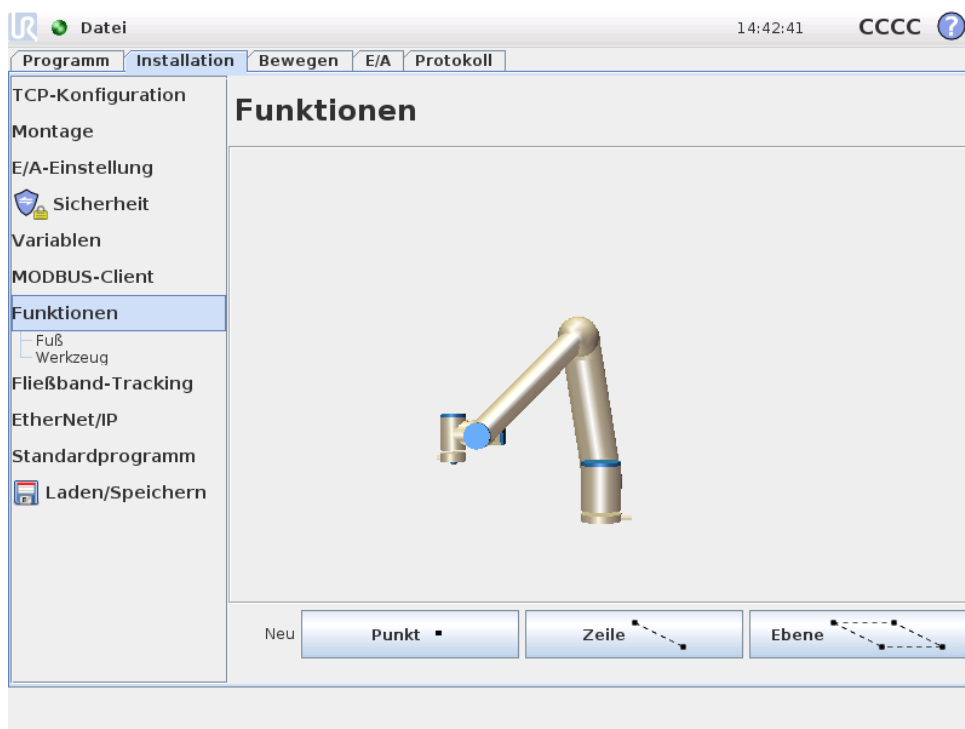 UR Datei 14:42:41 CCCC ?
Programm Installation Bewegen E/A Protokoll
TCP-Konfiguration
Montage
E/A-Einstellung
Sicherheit
Variablen
MODBUS-Client
Funktionen
Fuß
Werkzeug
Fließband-Tracking
EtherNet/IP
Standardprogramm
Laden/Speichern
Funktionen
Neu Punkt Zeile Ebene